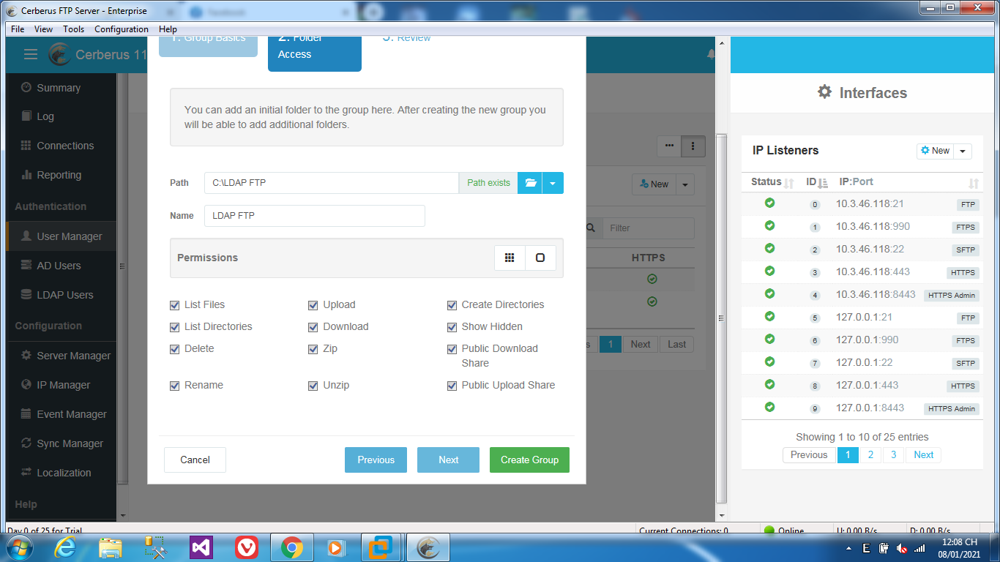 Cerberus FTP Server - Enterprise
Facebook
File View Tools Configuration Help
Cerberus 11
1. Group Basics
2. Folder Access
3. Review
Summary
Log
Connections
Reporting
Authentication
User Manager
AD Users
LDAP Users
Configuration
Server Manager
IP Manager
Event Manager
Sync Manager
Localization
Help
You can add an initial folder to the group here. After creating the new group you
will be able to add additional folders.
Path C:\LDAP FTP Path exists
Name LDAP FTP
Permissions
List Files Upload Create Directories
List Directories Download Show Hidden
Delete Zip Public Download
Share
Rename Unzip Public Upload Share
Cancel Previous Next Create Group
New
Filter
HTTPS
s 1 Next Last
Interfaces
IP Listeners New
Status ID IP:Port
0 10.3.46.118:21 FTP
1 10.3.46.118:990 FTPS
2 10.3.46.118:22 SFTP
3 10.3.46.118:443 HTTPS
4 10.3.46.118:8443 HTTPS Admin
5 127.0.0.1:21 FTP
6 127.0.0.1:990 FTPS
7 127.0.0.1:22 SFTP
8 127.0.0.1:443 HTTPS
9 127.0.0.1:8443 HTTPS Admin
Showing 1 to 10 of 25 entries
Previous 1 2 3 Next
Day 0 of 25 for Trial Current Connections: 0 Online U: 0.00 B/s D: 0.00 B/s
E 12:08 CH
08/01/2021